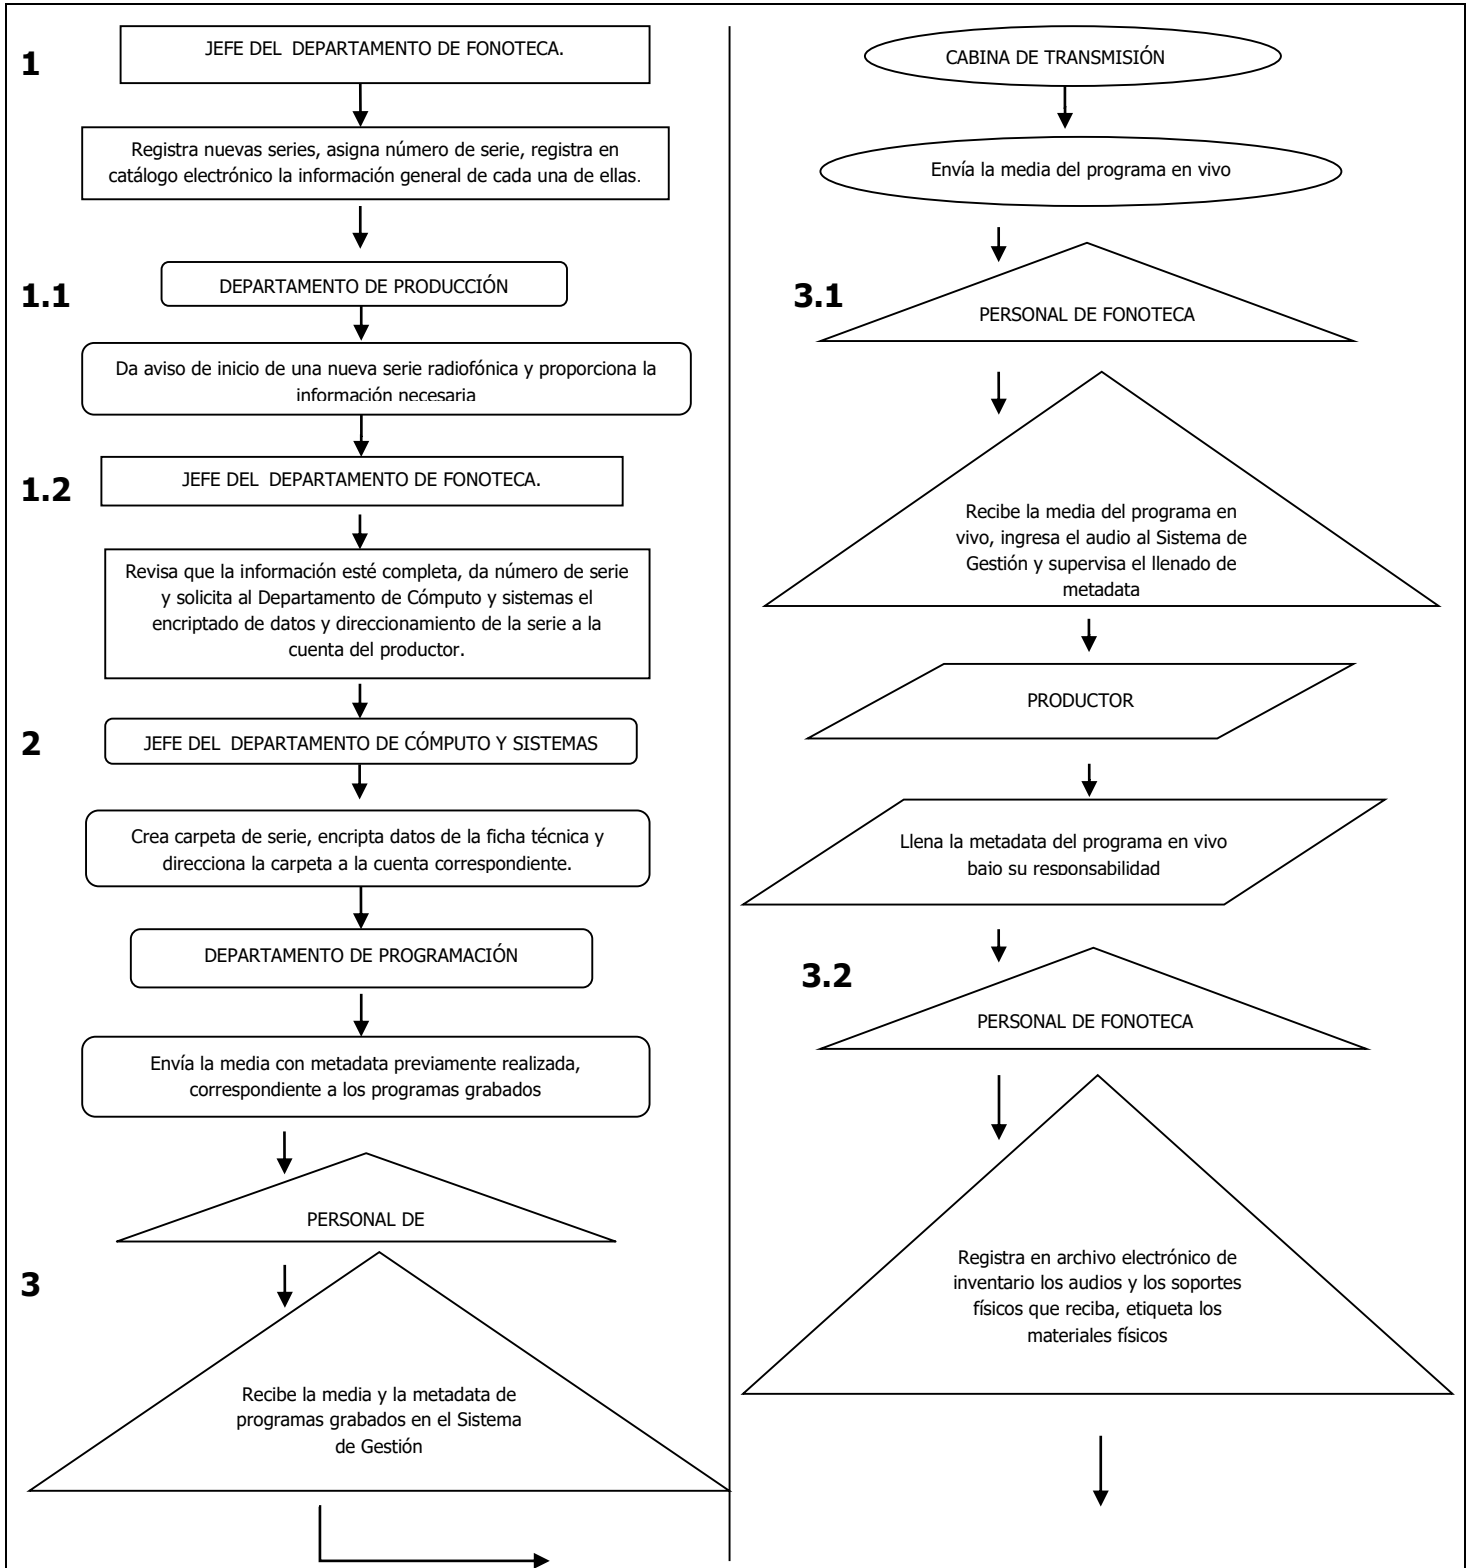 1
JEFE DEL DEPARTAMENTO DE FONOTECA.
Registra nuevas series, asigna número de serie, registra en
catálogo electrónico la información general de cada una de ellas.
1.1
DEPARTAMENTO DE PRODUCCIÓN
Da aviso de inicio de una nueva serie radiofónica y proporciona la
información necesaria
1.2
JEFE DEL DEPARTAMENTO DE FONOTECA.
Revisa que la información esté completa, da número de serie
y solicita al Departamento de Cómputo y sistemas el
encriptado de datos y direccionamiento de la serie a la
cuenta del productor.
2
JEFE DEL DEPARTAMENTO DE CÓMPUTO Y SISTEMAS
Crea carpeta de serie, encripta datos de la ficha técnica y
direcciona la carpeta a la cuenta correspondiente.
DEPARTAMENTO DE PROGRAMACIÓN
Envía la media con metadata previamente realizada,
correspondiente a los programas grabados
PERSONAL DE
3
Recibe la media y la metadata de
programas grabados en el Sistema
de Gestión
CABINA DE TRANSMISIÓN
Envía la media del programa en vivo
3.1
PERSONAL DE FONOTECA
Recibe la media del programa en
vivo, ingresa el audio al Sistema de
Gestión y supervisa el llenado de
metadata
PRODUCTOR
Llena la metadata del programa en vivo
bajo su responsabilidad
3.2
PERSONAL DE FONOTECA
Registra en archivo electrónico de
inventario los audios y los soportes
físicos que reciba, etiqueta los
materiales físicos